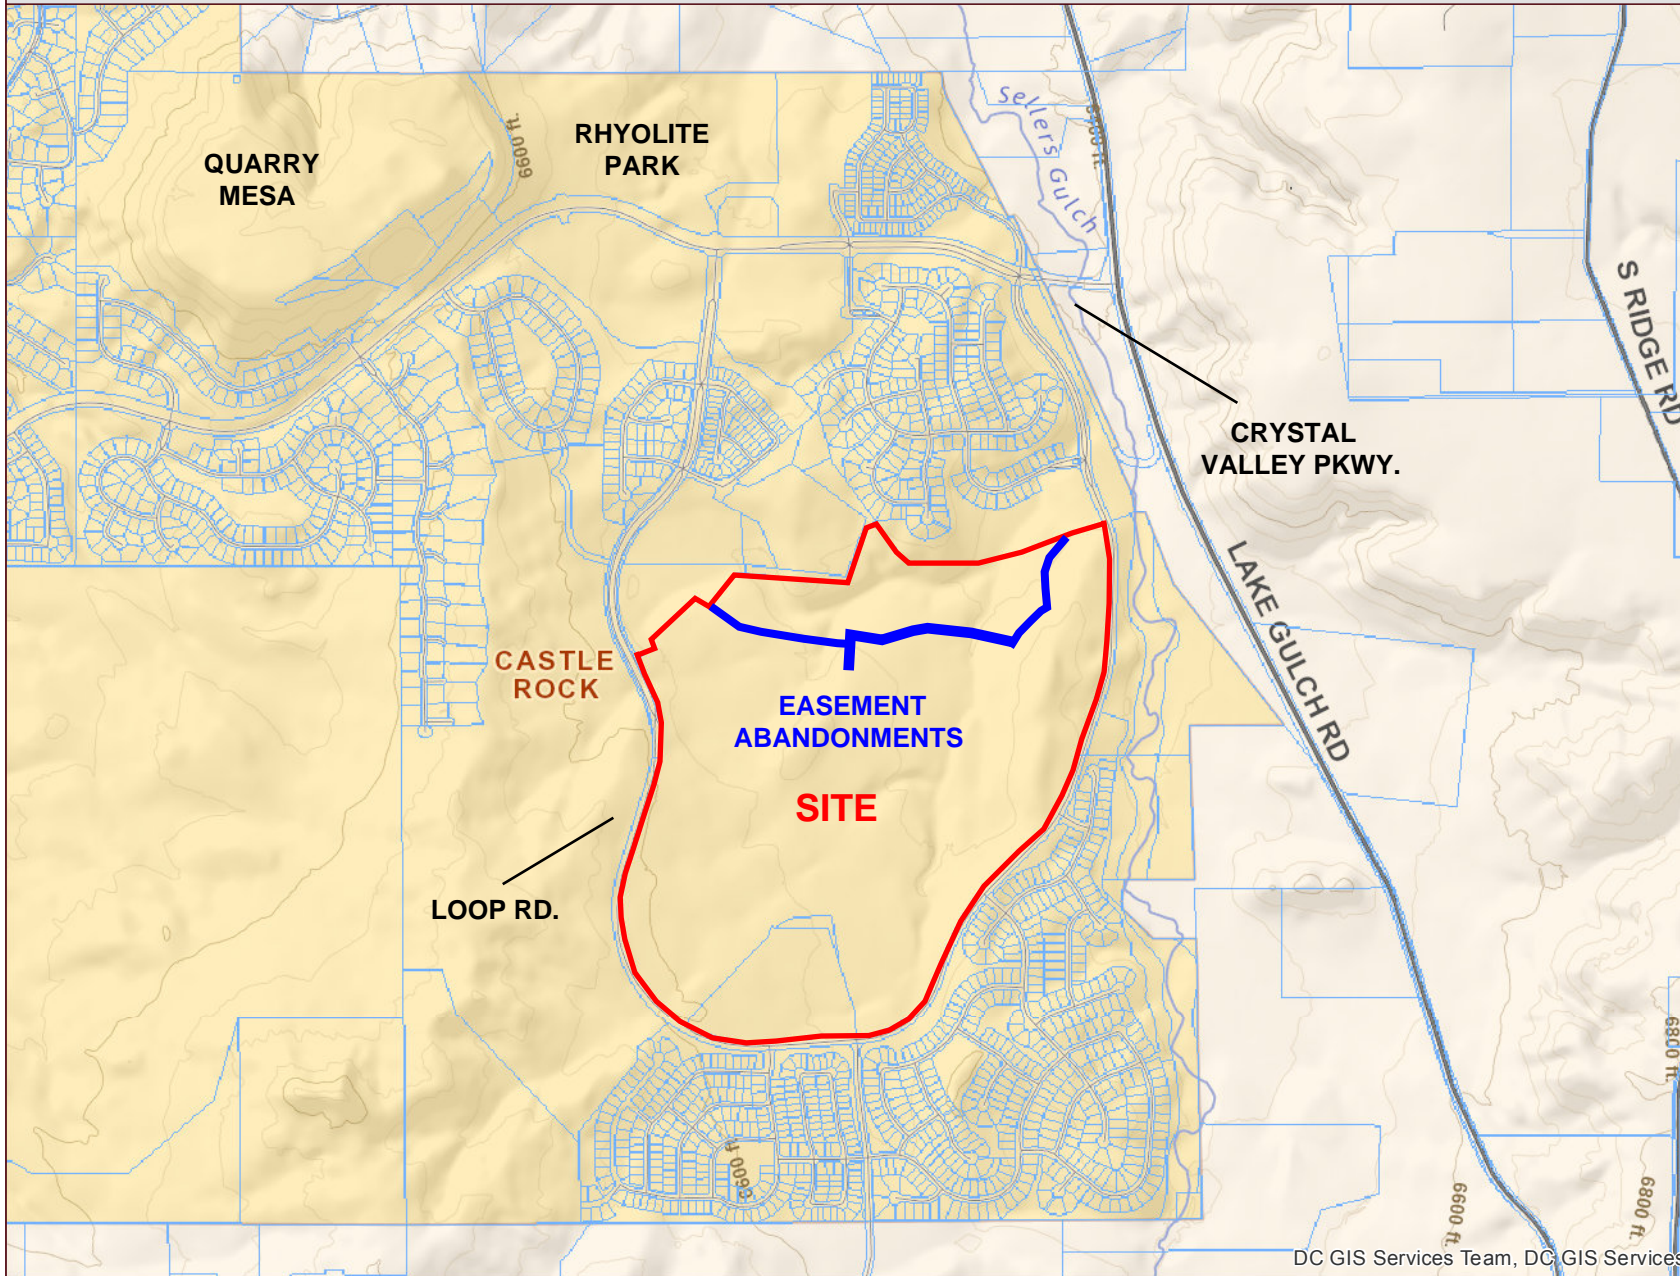 RHYOLITE
PARK
QUARRY
MESA
6600 ft.
Sellers Gulch
S RIDGE RD
CRYSTAL
VALLEY PKWY.
LAKE GULCH RD
CASTLE
ROCK
EASEMENT
ABANDONMENTS
SITE
LOOP RD.
6800 ft.
6600 ft.
6600 ft.
6800 ft.
DC GIS Services Team, DC GIS Services